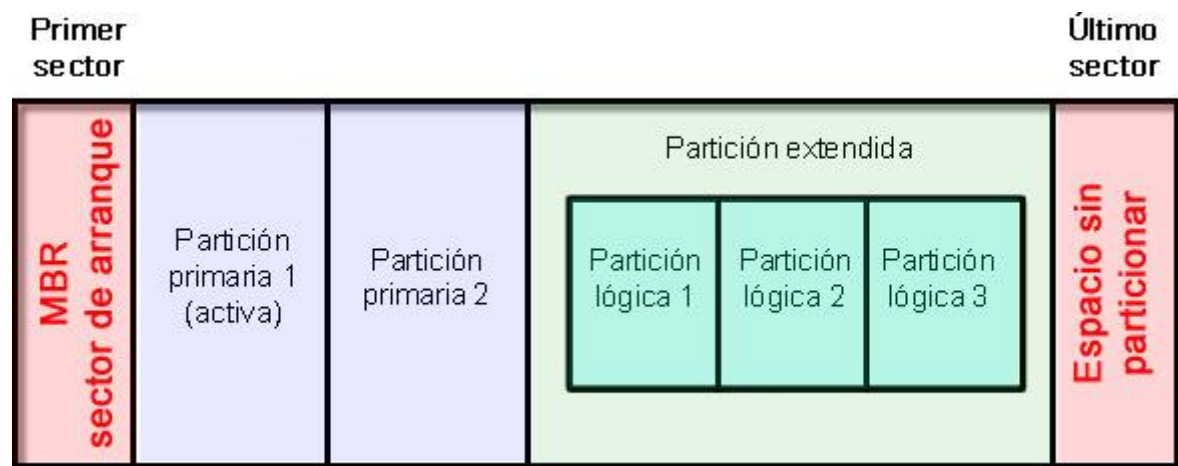 Primer
sector
Último
sector
MBR
sector de arranque
Partición
primaria 1
(activa)
Partición
primaria 2
Partición extendida
Partición
lógica 1
Partición
lógica 2
Partición
lógica 3
Espacio sin
particionar